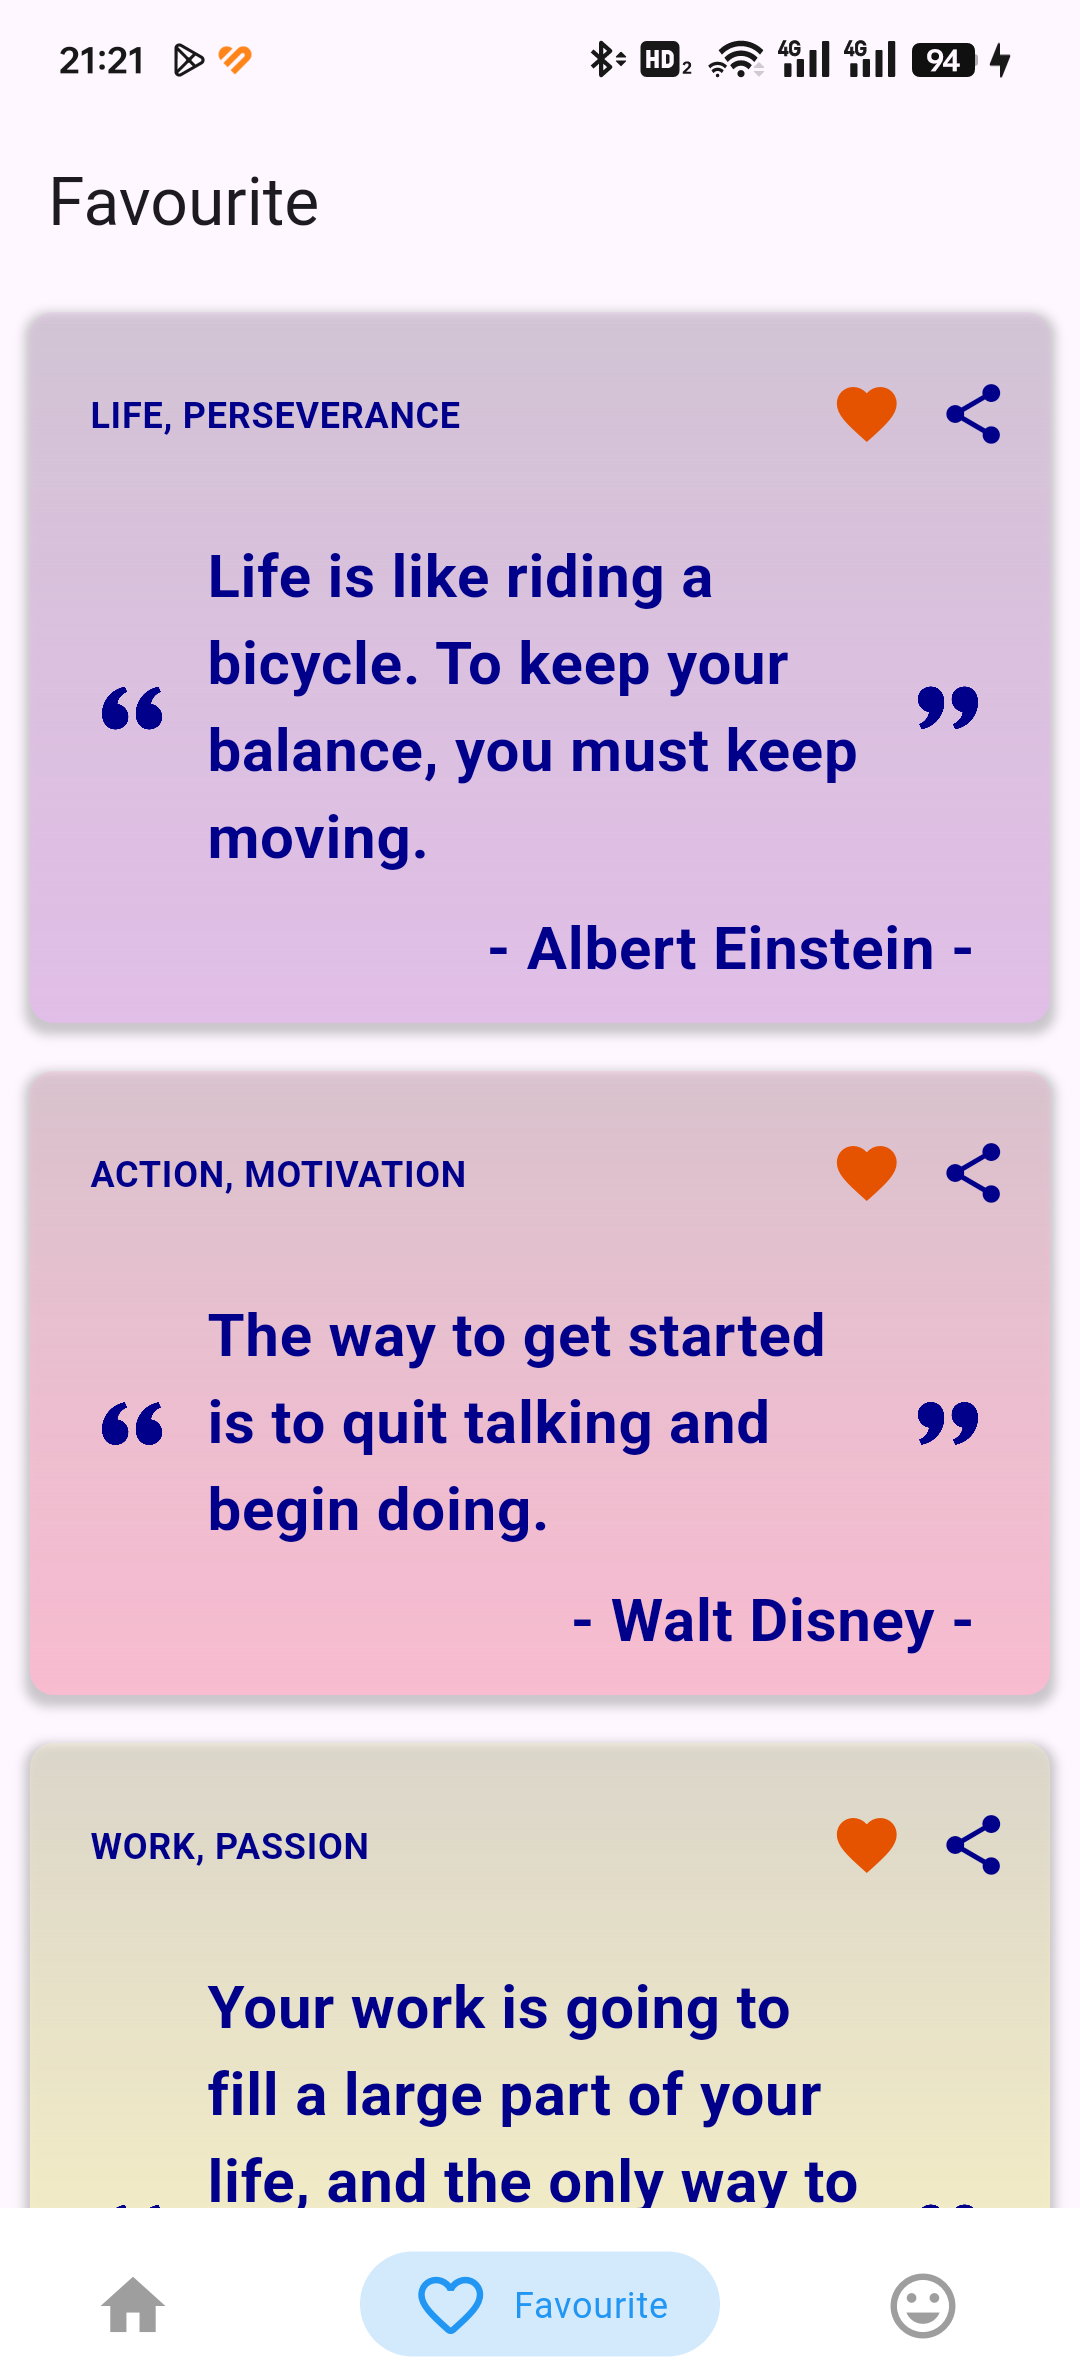 21:21
HD 2 4G 4G 94
Favourite
LIFE, PERSEVERANCE
Life is like riding a
bicycle. To keep your
“ balance, you must keep ”
moving.
- Albert Einstein -
ACTION, MOTIVATION
The way to get started
“ is to quit talking and ”
begin doing.
- Walt Disney -
WORK, PASSION
Your work is going to
fill a large part of your
life, and the only way to
Favourite